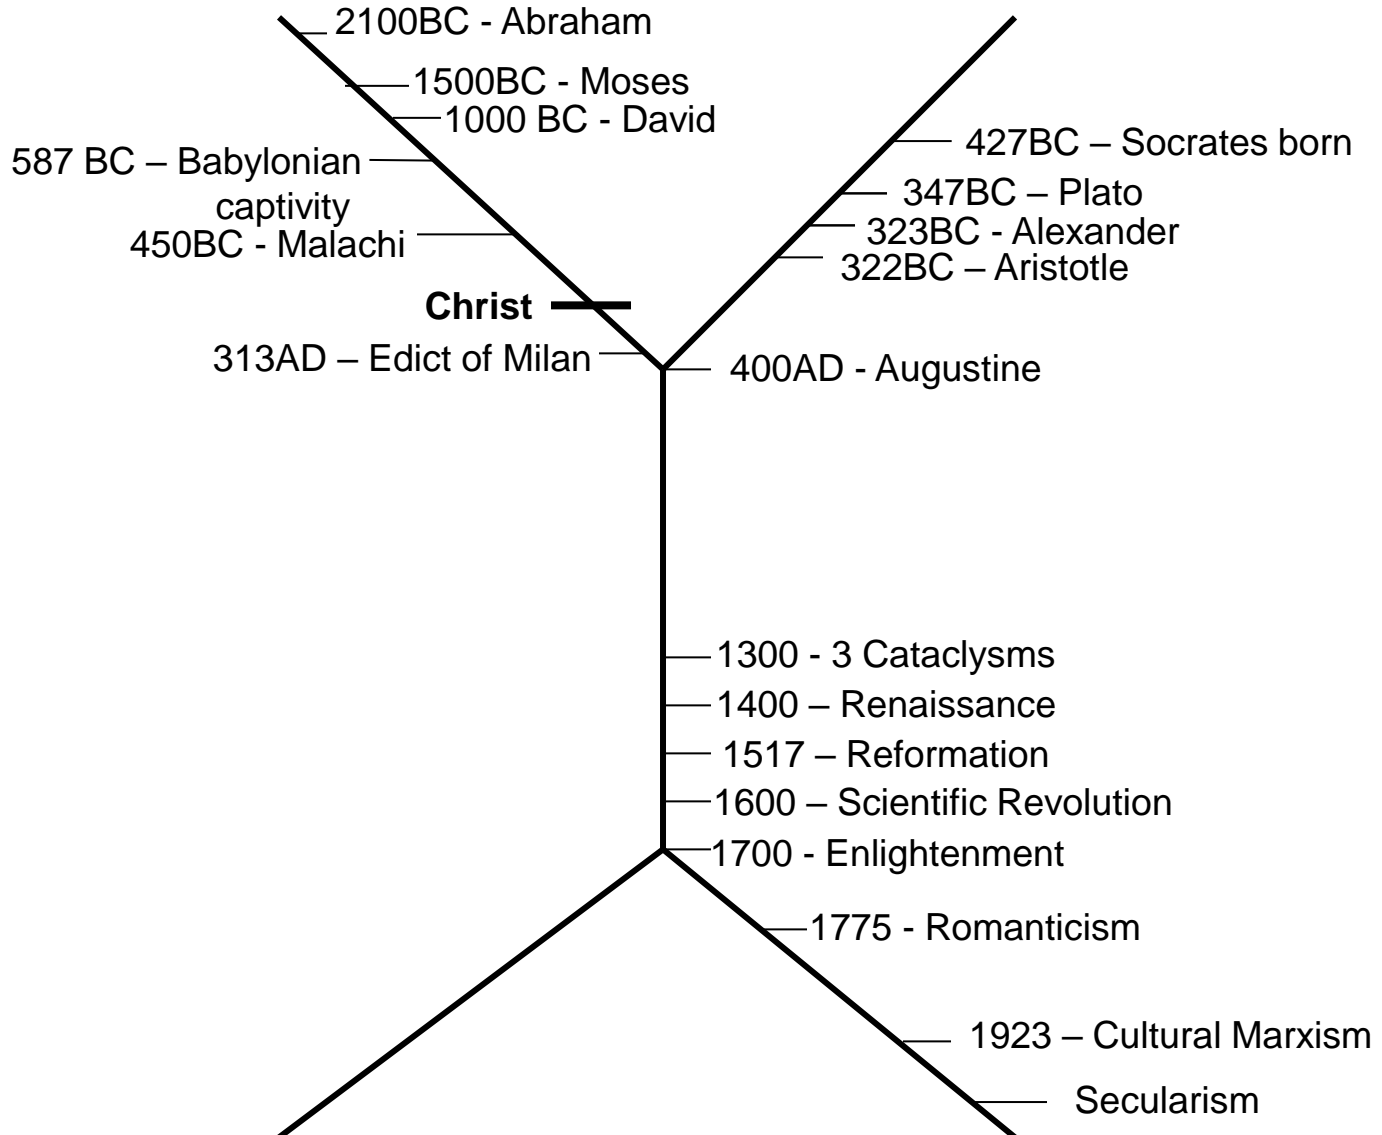 2100BC - Abraham
1500BC - Moses
1000 BC - David
587 BC – Babylonian
captivity
450BC - Malachi
Christ
313AD – Edict of Milan
427BC – Socrates born
347BC – Plato
323BC - Alexander
322BC – Aristotle
400AD - Augustine
1300 - 3 Cataclysms
1400 – Renaissance
1517 – Reformation
1600 – Scientific Revolution
1700 - Enlightenment
1775 - Romanticism
1923 – Cultural Marxism
Secularism